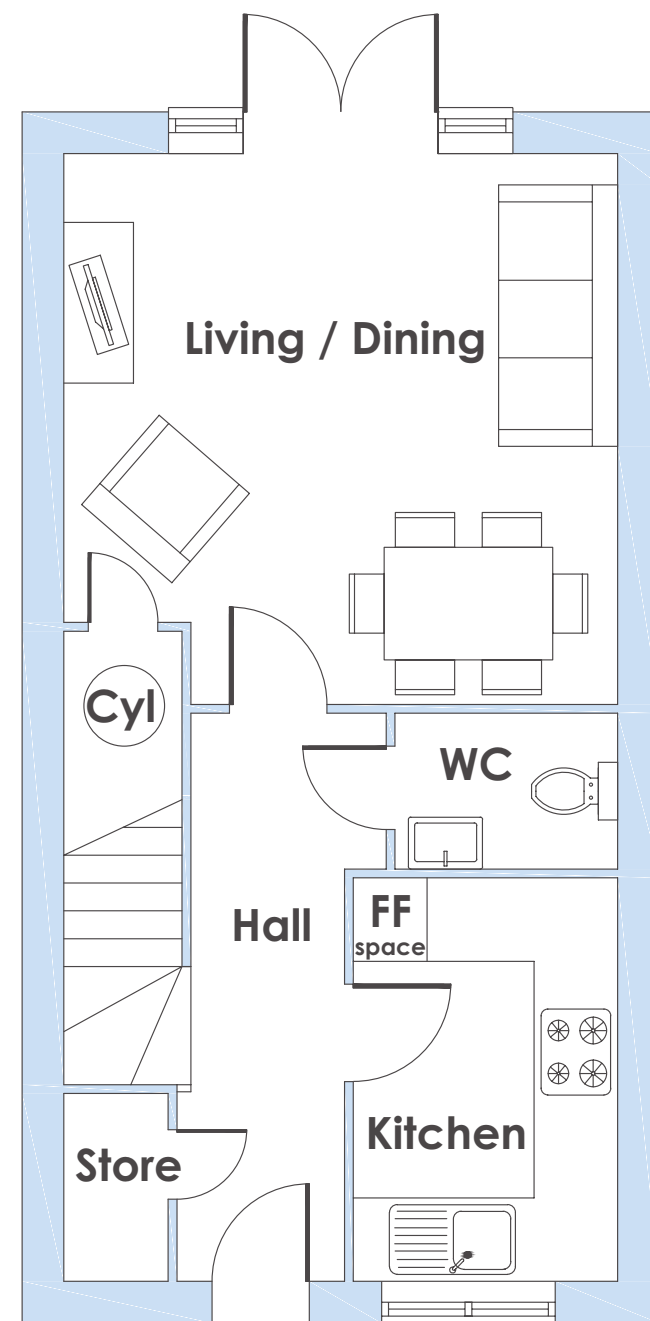 Living / Dining
Cyl
WC
FF
space
Hall
Kitchen
Store